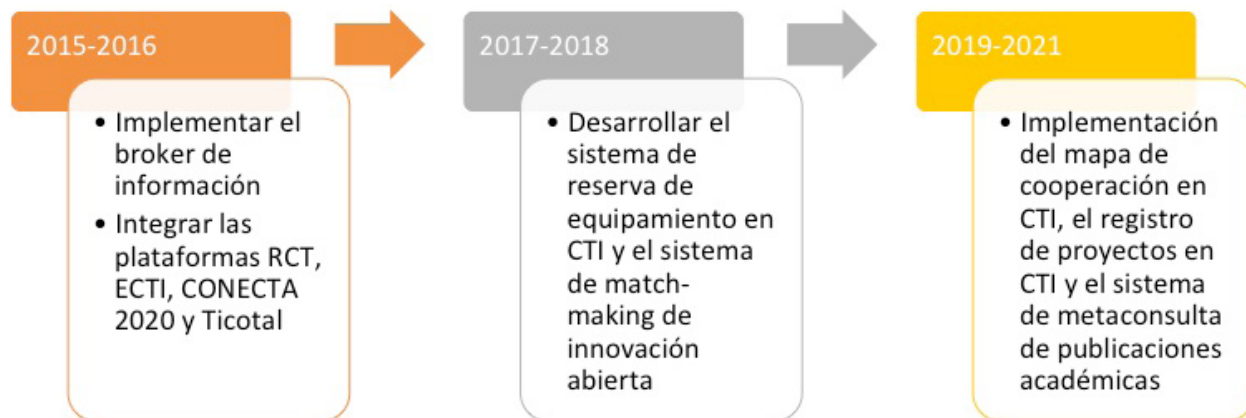 2015-2016
• Implementar el
broker de
información
• Integrar las
plataformas RCT,
ECTI, CONECTA
2020 y Ticotal
2017-2018
• Desarrollar el
sistema de
reserva de
equipamiento en
CTI y el sistema
de match-
making de
innovación
abierta
2019-2021
• Implementación
del mapa de
cooperación en
CTI, el registro
de proyectos en
CTI y el sistema
de metaconsulta
de publicaciones
académicas